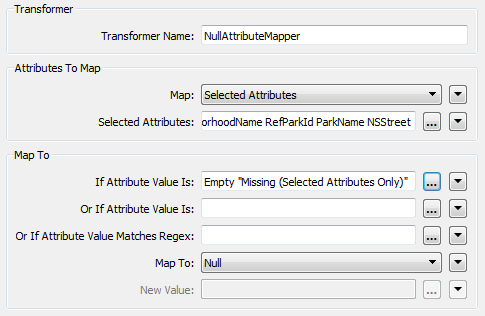 Transformer
Transformer Name: NullAttributeMapper
Attributes To Map
Map: Selected Attributes
Selected Attributes: orhoodName RefParkId ParkName NSStreet ...
Map To
If Attribute Value Is: Empty "Missing (Selected Attributes Only)" ...
Or If Attribute Value Is: ...
Or If Attribute Value Matches Regex: ...
Map To: Null
New Value: ...